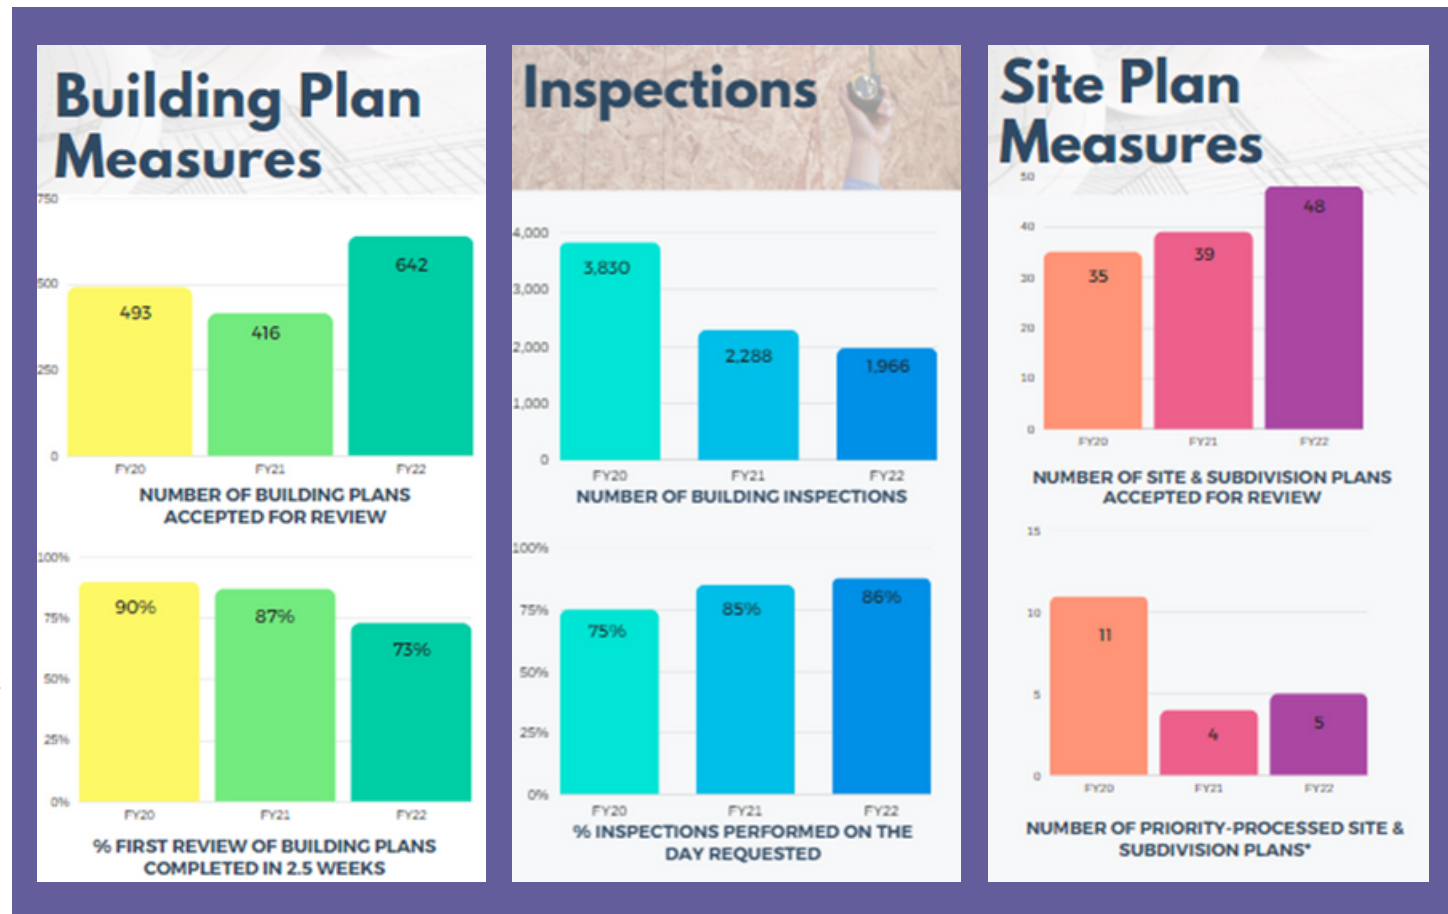 Building Plan
Measures
750
500
250
0
493
416
642
FY20
FY21
FY22
NUMBER OF BUILDING PLANS
ACCEPTED FOR REVIEW
100%
75%
50%
25%
0%
90%
87%
73%
FY20
FY21
FY22
% FIRST REVIEW OF BUILDING PLANS
COMPLETED IN 2.5 WEEKS
Inspections
4,000
3,000
2,000
1,000
0
3,830
2,288
1,966
FY20
FY21
FY22
NUMBER OF BUILDING INSPECTIONS
100%
75%
50%
25%
0%
75%
85%
86%
FY20
FY21
FY22
% INSPECTIONS PERFORMED ON THE
DAY REQUESTED
Site Plan
Measures
50
40
30
20
10
0
35
39
48
FY20
FY21
FY22
NUMBER OF SITE & SUBDIVISION PLANS
ACCEPTED FOR REVIEW
15
10
5
0
11
4
5
FY20
FY21
FY22
NUMBER OF PRIORITY-PROCESSED SITE &
SUBDIVISION PLANS*